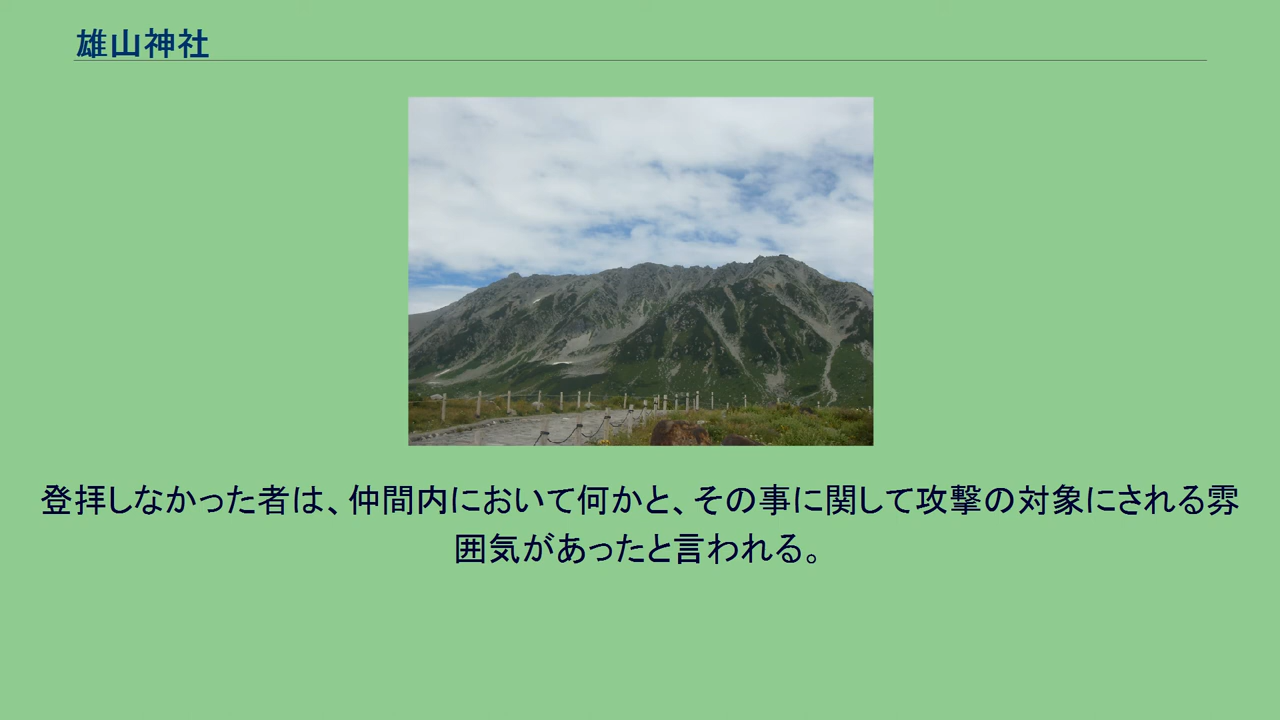 雄山神社
登拝しなかった者は、仲間内において何かと、その事に関して攻撃の対象にされる雰
囲気があったと言われる。